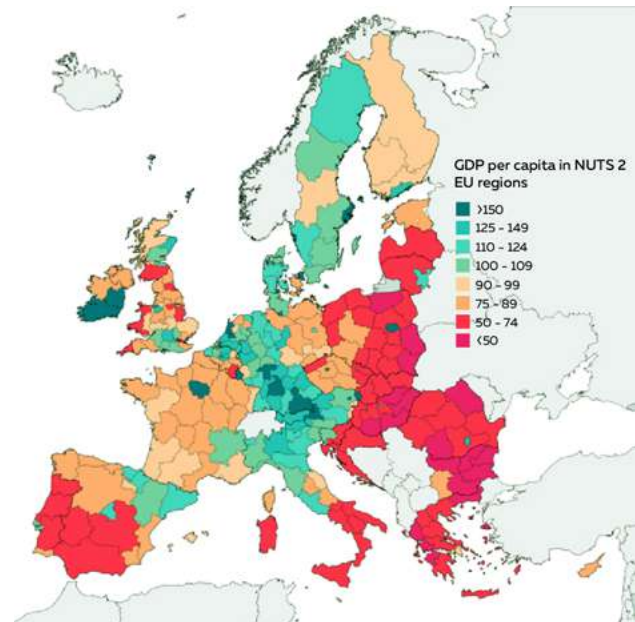 GDP per capita in NUTS 2
EU regions
>150
125 - 149
110 - 124
100 - 109
90 - 99
75 - 89
50 - 74
<50